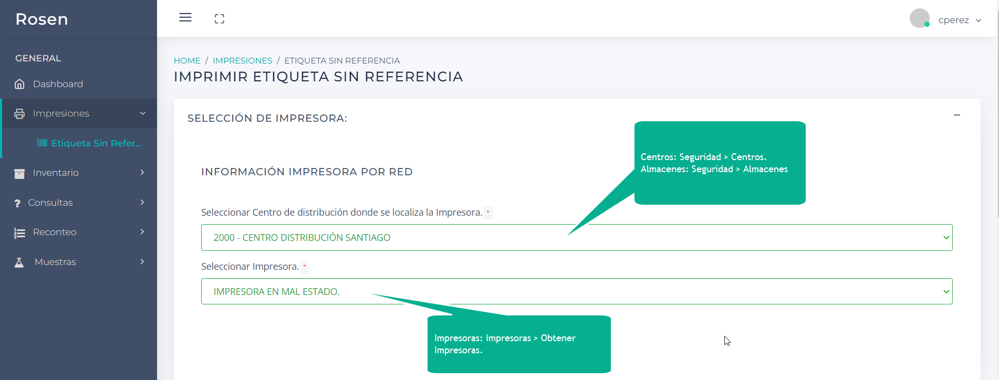 Rosen
cperez
GENERAL
Dashboard
Impresiones
Etiqueta Sin Refer...
Inventario
Consultas
Reconteo
Muestras
HOME / IMPRESIONES / ETIQUETA SIN REFERENCIA
IMPRIMIR ETIQUETA SIN REFERENCIA
SELECCIÓN DE IMPRESORA:
Centros: Seguridad > Centros.
Almacenes: Seguridad > Almacenes
INFORMACIÓN IMPRESORA POR RED
Seleccionar Centro de distribución donde se localiza la Impresora. *
2000 - CENTRO DISTRIBUCIÓN SANTIAGO
Seleccionar Impresora. *
IMPRESORA EN MAL ESTADO.
Impresoras: Impresoras > Obtener
Impresoras.